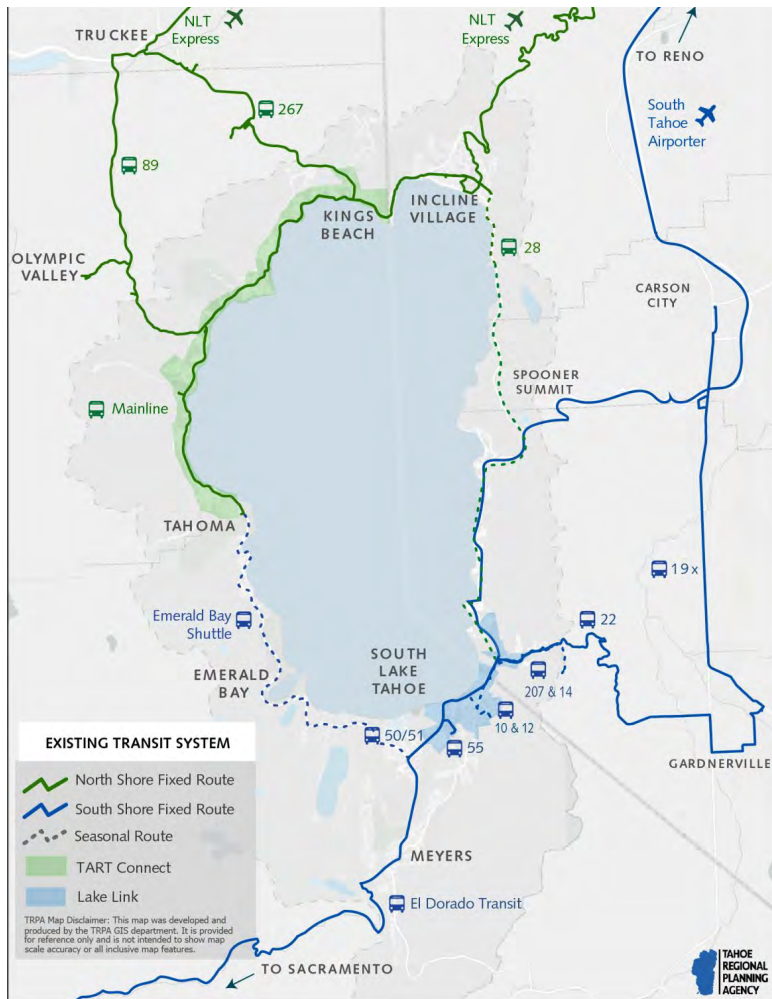 TRUCKEE
NLT
Express
NLT
Express
TO RENO
267
South
Tahoe
Airporter
89
KINGS
BEACH
INCLINE
VILLAGE
28
OLYMPIC
VALLEY
CARSON
CITY
SPOONER
SUMMIT
Mainline
TAHOMA
19x
Emerald Bay
Shuttle
22
EMERALD
BAY
SOUTH
LAKE
TAHOE
207 & 14
10 & 12
50/51
55
GARDNERVILLE
EXISTING TRANSIT SYSTEM
North Shore Fixed Route
South Shore Fixed Route
Seasonal Route
TART Connect
Lake Link
TRPA Map Disclaimer: This map was developed and
produced by the TRPA GIS department. It is provided
for reference only and is not intended to show map
scale accuracy or all inclusive map features.
MEYERS
El Dorado Transit
TO SACRAMENTO
TAHOE
REGIONAL
PLANNING
AGENCY